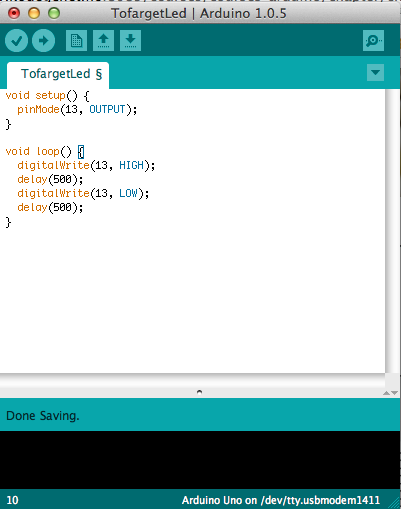 TofargetLed | Arduino 1.0.5
TofargetLed §
void setup() {
  pinMode(13, OUTPUT);
}

void loop() {
  digitalWrite(13, HIGH);
  delay(500);
  digitalWrite(13, LOW);
  delay(500);
}
Done Saving.
10
Arduino Uno on /dev/tty.usbmodem1411